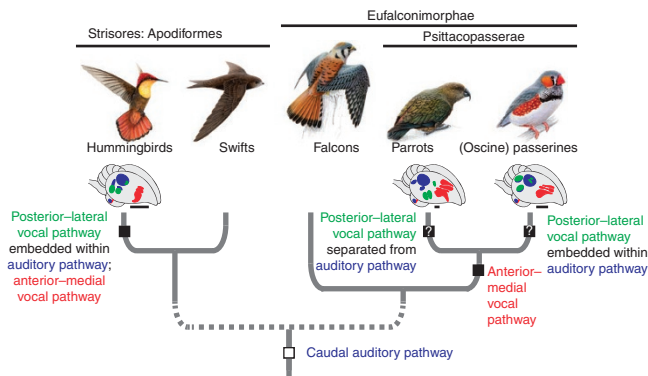 Eufalconimorphae
Strisores: Apodiformes
Psittacopasserae
Hummingbirds
Swifts
Falcons
Parrots
(Oscine) passerines
Posterior–lateral
vocal pathway
embedded within
auditory pathway;
anterior–medial
vocal pathway
Posterior–lateral
vocal pathway
separated from
auditory pathway
?
?
Posterior–lateral
vocal pathway
embedded within
auditory pathway
Anterior–
medial
vocal
pathway
Caudal auditory pathway